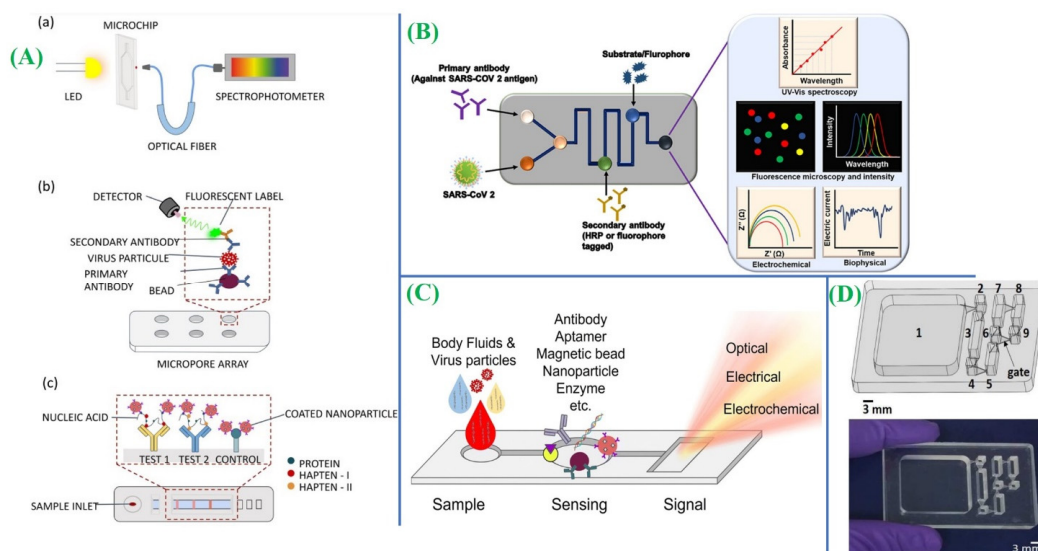 (A)
(a)
MICROCHIP
LED
SPECTROPHOTOMETER
OPTICAL FIBER
(b)
DETECTOR
FLUORESCENT LABEL
SECONDARY ANTIBODY
VIRUS PARTICULE
PRIMARY
ANTIBODY
BEAD
MICROPORE ARRAY
(c)
NUCLEIC ACID
COATED NANOPARTICLE
TEST 1
TEST 2
CONTROL
PROTEIN
HAPTEN - I
HAPTEN - II
SAMPLE INLET
(B)
Primary antibody
(Against SARS-COV 2 antigen)
Substrate/Flurophore
SARS-CoV 2
Secondary antibody
(HRP or fluorophore
tagged)
Absorbance
Wavelength
UV-Vis spectroscopy
Intensity
Wavelength
Fluorescence microscopy and intensity
Z'' (Ω)
Z' (Ω)
Electrochemical
Electric current
Time
Biophysical
(C)
Body Fluids &
Virus particles
Antibody
Aptamer
Magnetic bead
Nanoparticle
Enzyme
etc.
Optical
Electrical
Electrochemical
Sample
Sensing
Signal
(D)
2 7 8
1 3 6 9
gate
4 5
3 mm
3 mm